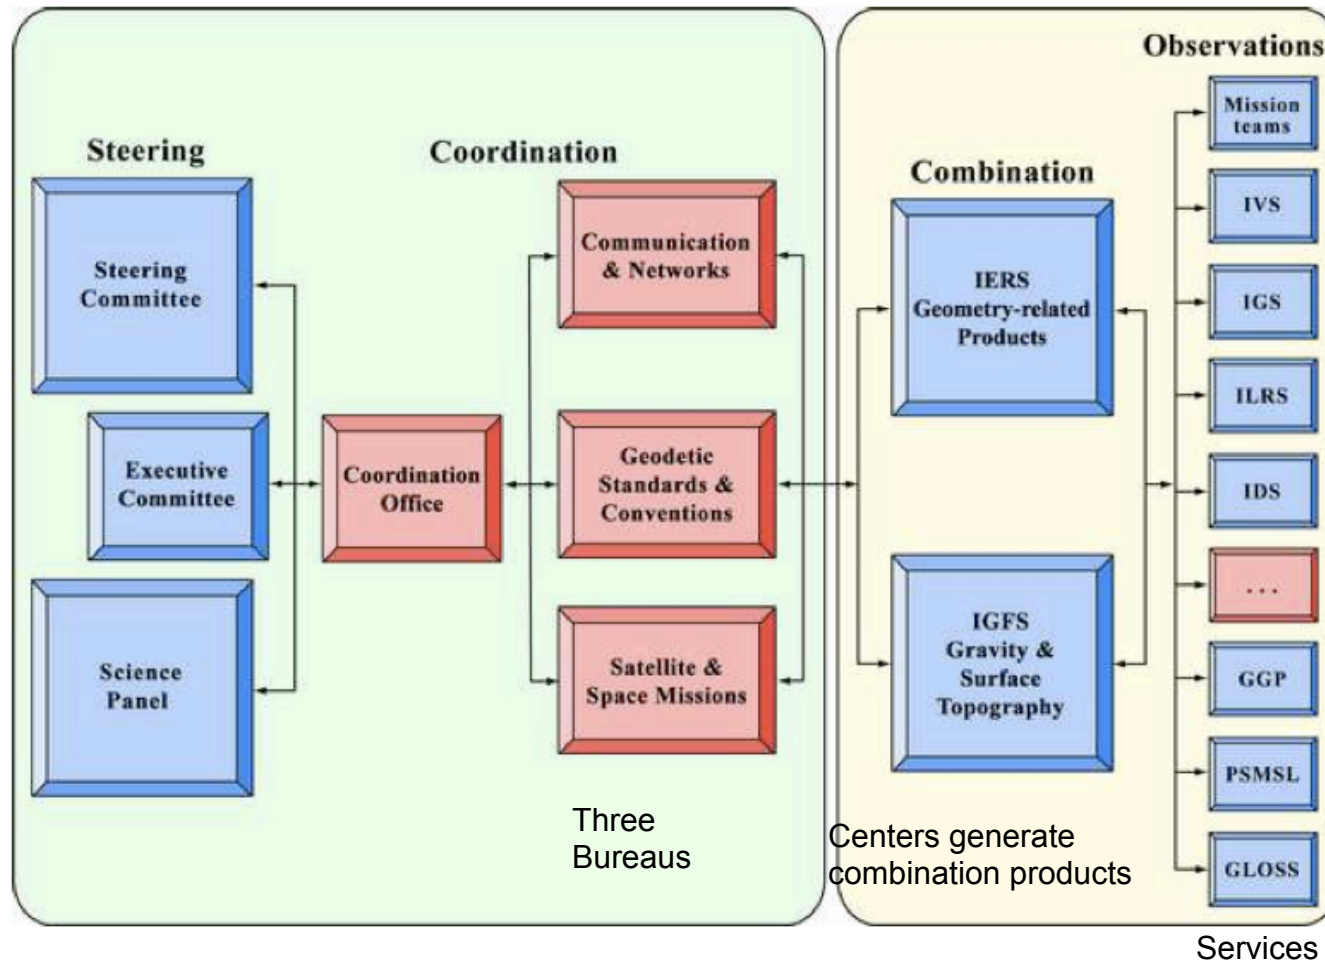 Observations
Steering
Coordination
Combination
Steering
Committee
Executive
Committee
Science
Panel
Coordination
Office
Communication
& Networks
Geodetic
Standards &
Conventions
Satellite &
Space Missions
Three
Bureaus
IERS
Geometry-related
Products
IGFS
Gravity &
Surface
Topography
Centers generate
combination products
Mission
teams
IVS
IGS
ILRS
IDS
...
GGP
PSMSL
GLOSS
Services